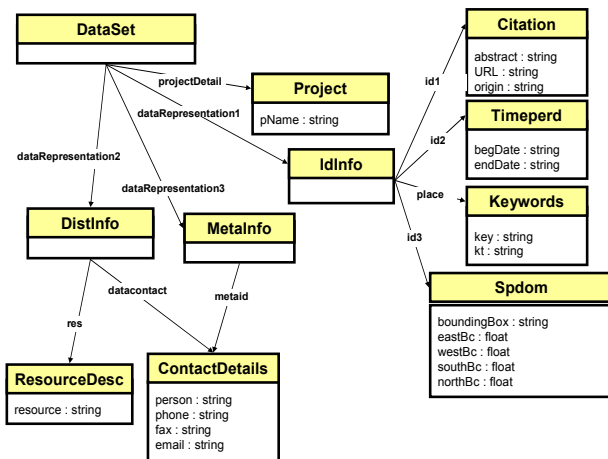 DataSet
Citation
abstract : string
URL : string
origin : string
projectDetail
id1
Project
pName : string
dataRepresentation1
Timeperd
begDate : string
endDate : string
id2
dataRepresentation2
IdInfo
dataRepresentation3
place
Keywords
key : string
kt : string
DistInfo
MetaInfo
id3
Spdom
boundingBox : string
eastBc : float
westBc : float
southBc : float
northBc : float
datacontact
metaid
res
ResourceDesc
resource : string
ContactDetails
person : string
phone : string
fax : string
email : string